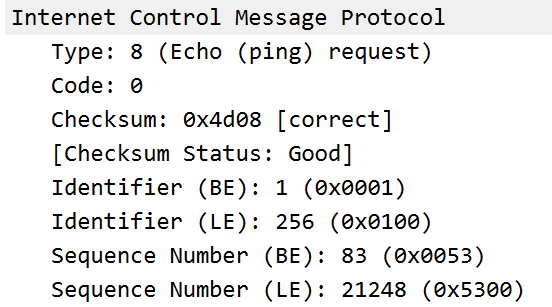 Internet Control Message Protocol
Type: 8 (Echo (ping) request)
Code: 0
Checksum: 0x4d08 [correct]
[Checksum Status: Good]
Identifier (BE): 1 (0x0001)
Identifier (LE): 256 (0x0100)
Sequence Number (BE): 83 (0x0053)
Sequence Number (LE): 21248 (0x5300)